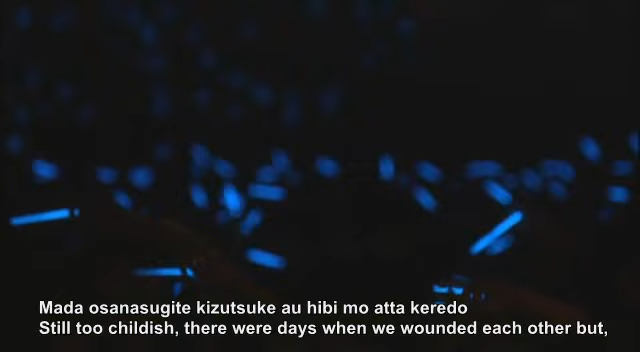 Mada osanasugite kizutsuke au hibi mo atta keredo
Still too childish, there were days when we wounded each other but,